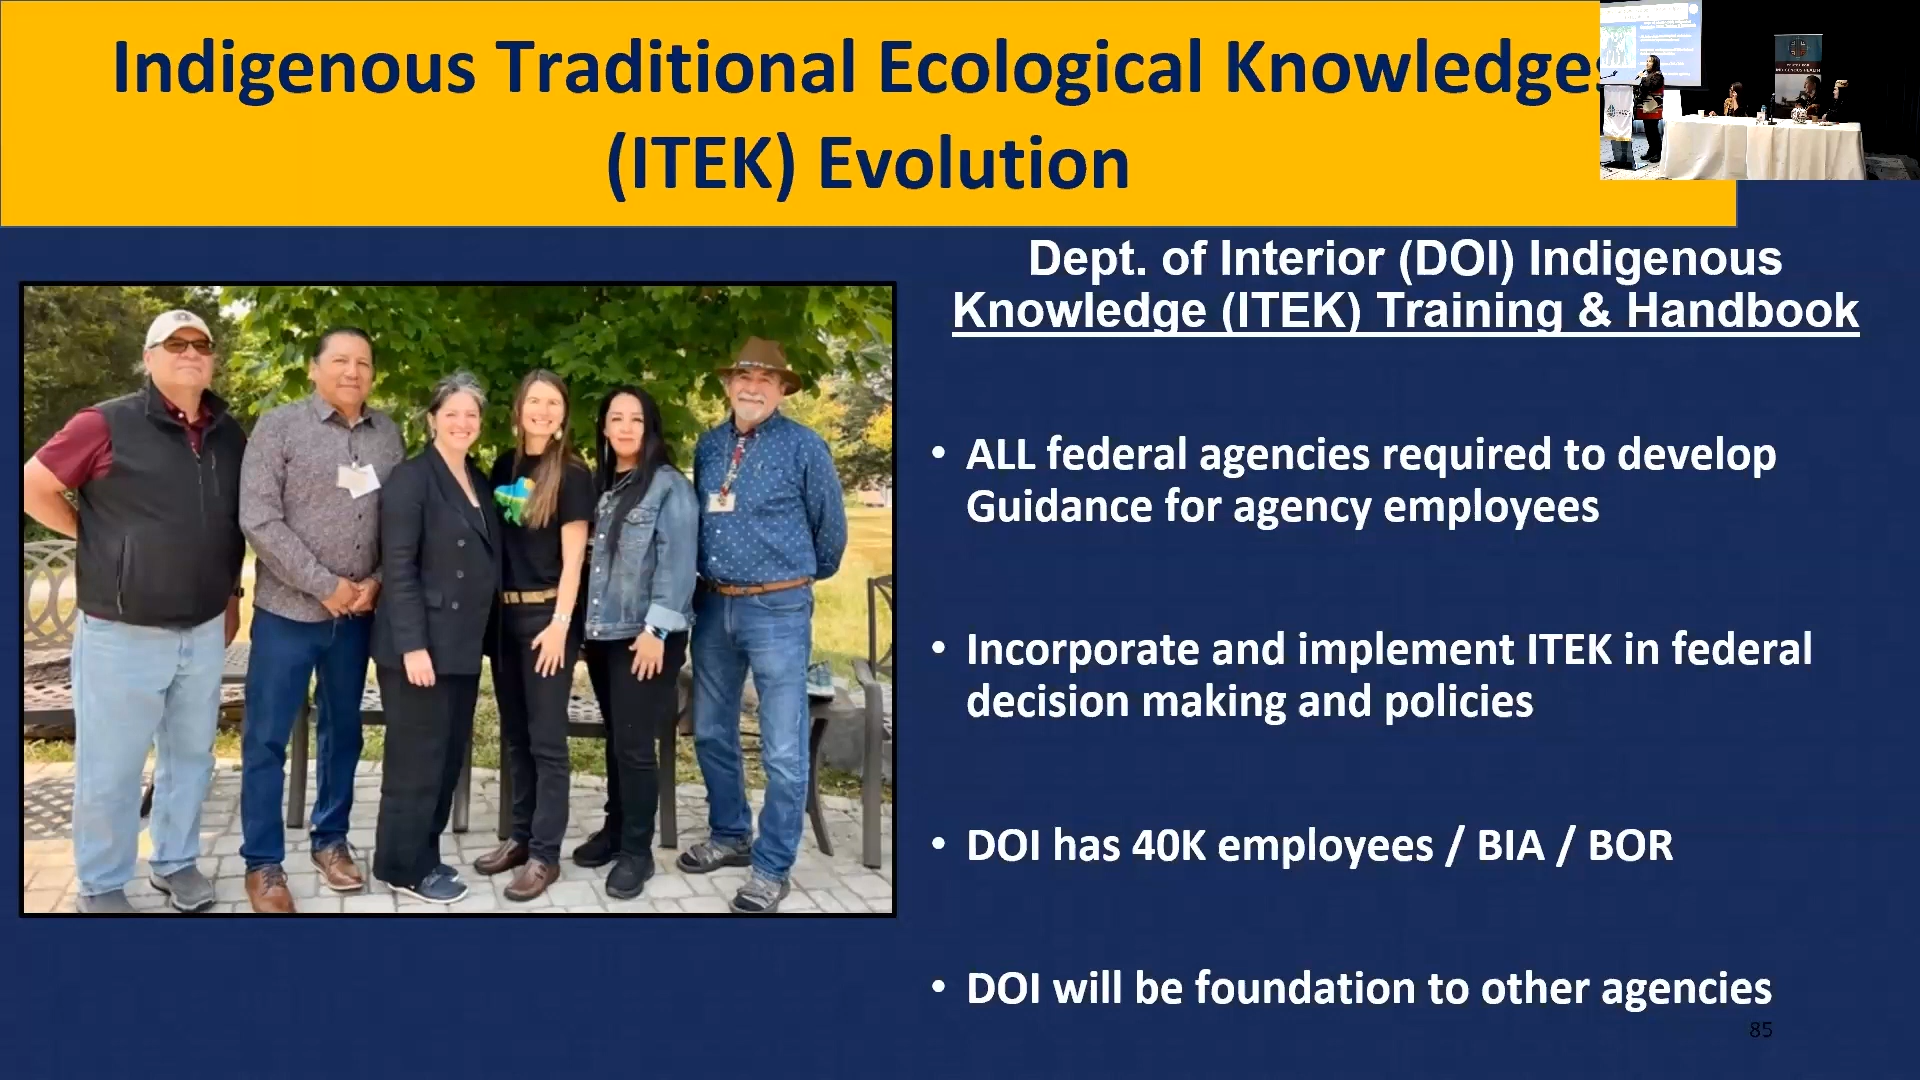 Indigenous Traditional Ecological Knowledges
(ITEK) Evolution
Dept. of Interior (DOI) Indigenous
Knowledge (ITEK) Training & Handbook
• ALL federal agencies required to develop
Guidance for agency employees
• Incorporate and implement ITEK in federal
decision making and policies
• DOI has 40K employees / BIA / BOR
• DOI will be foundation to other agencies
85